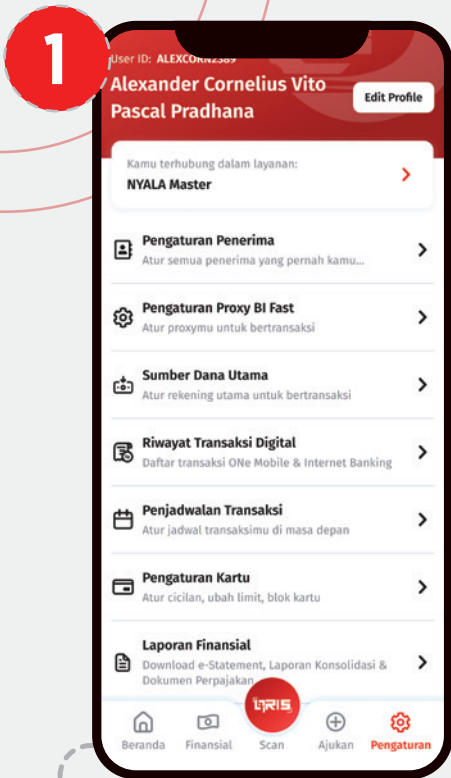 1
User ID: ALEXCORN2389
Alexander Cornelius Vito
Pascal Pradhana
Edit Profile
Kamu terhubung dalam layanan:
NYALA Master
Pengaturan Penerima
Atur semua penerima yang pernah kamu...
Pengaturan Proxy BI Fast
Atur proxymu untuk bertransaksi
Sumber Dana Utama
Atur rekening utama untuk bertransaksi
Riwayat Transaksi Digital
Daftar transaksi ONe Mobile & Internet Banking
Penjadwalan Transaksi
Atur jadwal transaksimu di masa depan
Pengaturan Kartu
Atur cicilan, ubah limit, blok kartu
Laporan Finansial
Download e-Statement, Laporan Konsolidasi &
Dokumen Perpajakan
QRIS
Beranda Finansial Scan Ajukan Pengaturan